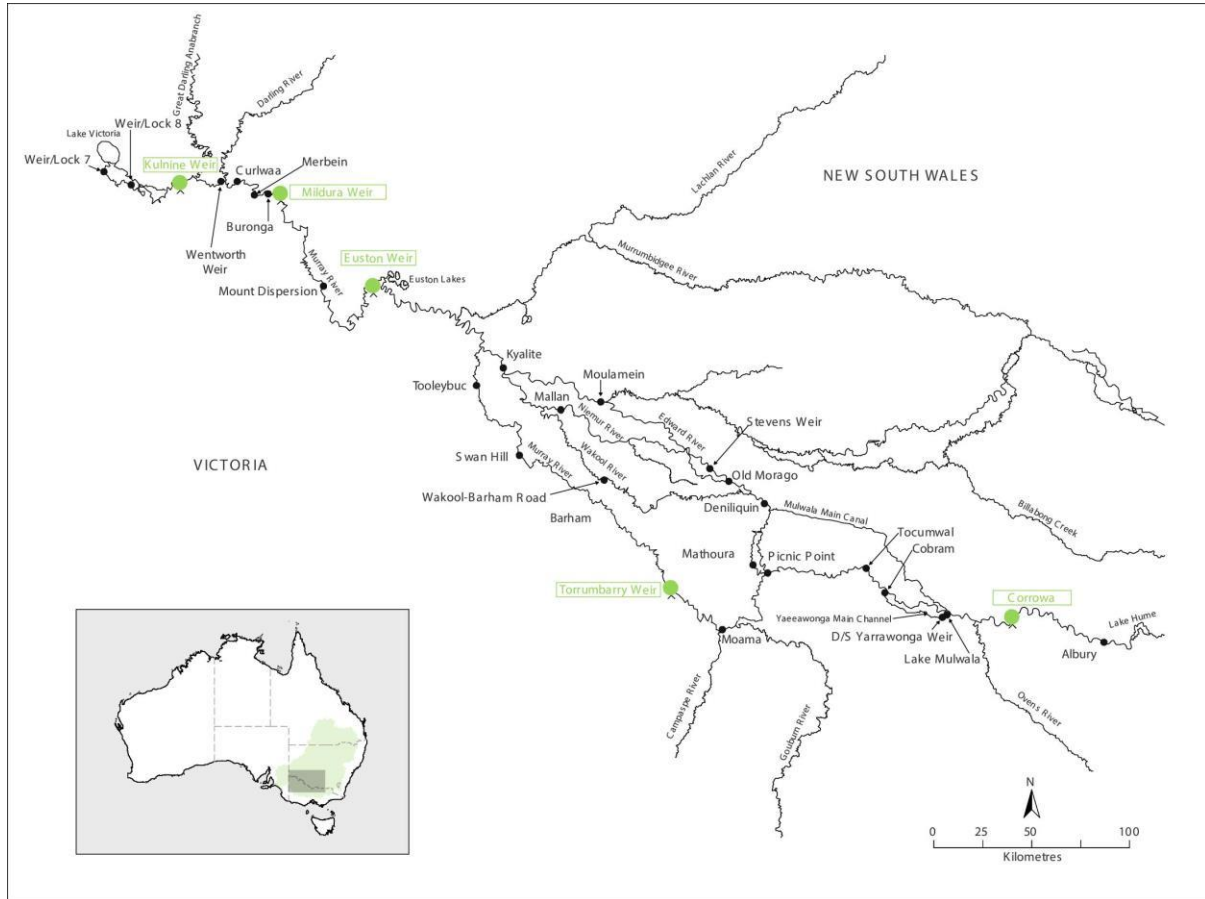 Great Darling Anabranch
Darling River
Weir/Lock 8
Lake Victoria
Weir/Lock 7
Kulnine Weir
Curlwaa
Merbein
Mildura Weir
Buronga
Wentworth
Weir
Murray River
Mount Dispersion
Euston Weir
Euston Lakes
Lachlan River
NEW SOUTH WALES
Murrumbidgee River
Kyalite
Tooleybuc
Moulamein
Mallan
Niemur River
Edward River
Stevens Weir
VICTORIA
Swan Hill
Murray River
Wakool River
Old Morago
Wakool-Barham Road
Barham
Deniliquin
Mulwala Main Canal
Billabong Creek
Tocumwal
Cobram
Mathoura
Picnic Point
Torrumbarry Weir
Corrowa
Yaeeawonga Main Channel
D/S Yarrawonga Weir
Lake Mulwala
Lake Hume
Albury
Moama
Campaspe River
Gouburn River
Ovens River
N
0 25 50 100
Kilometres